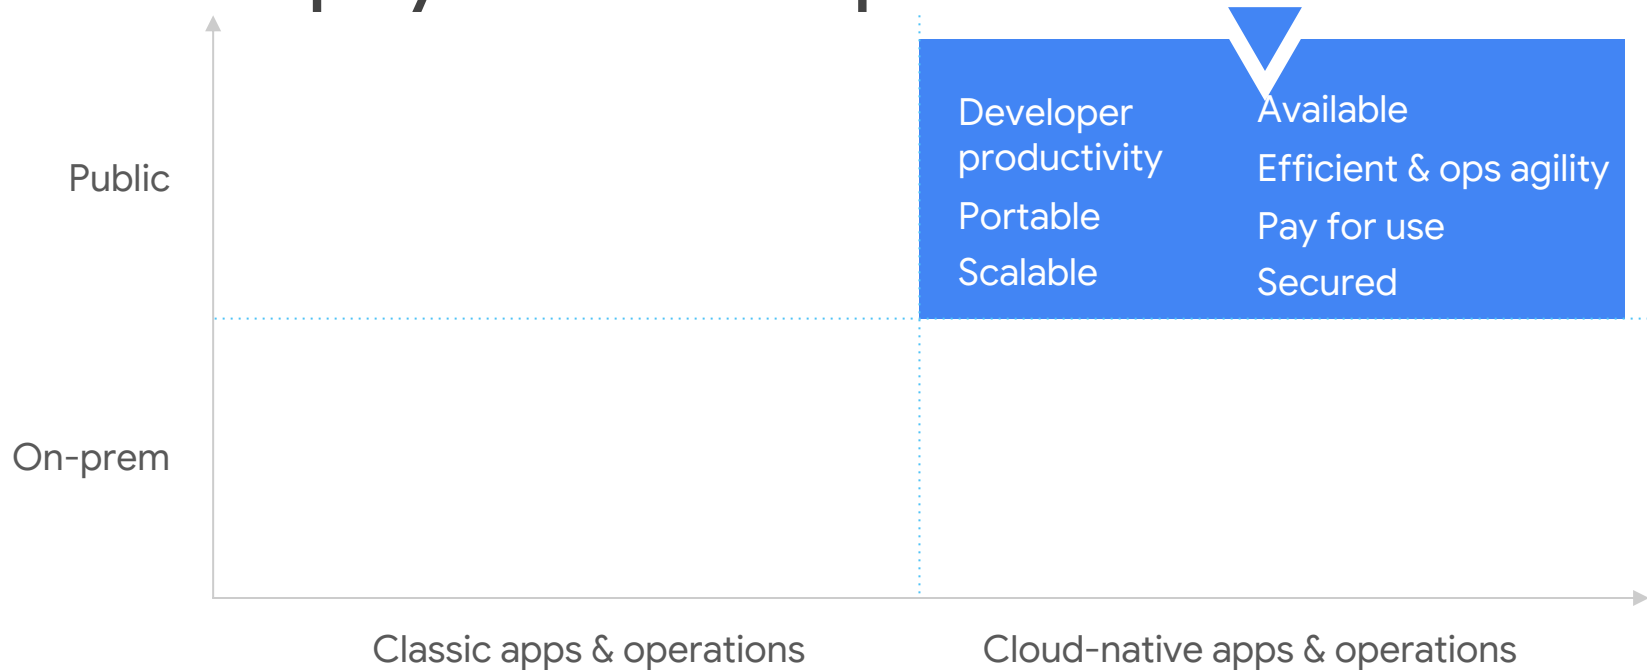 Public
Developer
productivity
Portable
Scalable
Available
Efficient & ops agility
Pay for use
Secured
On-prem
Classic apps & operations
Cloud-native apps & operations